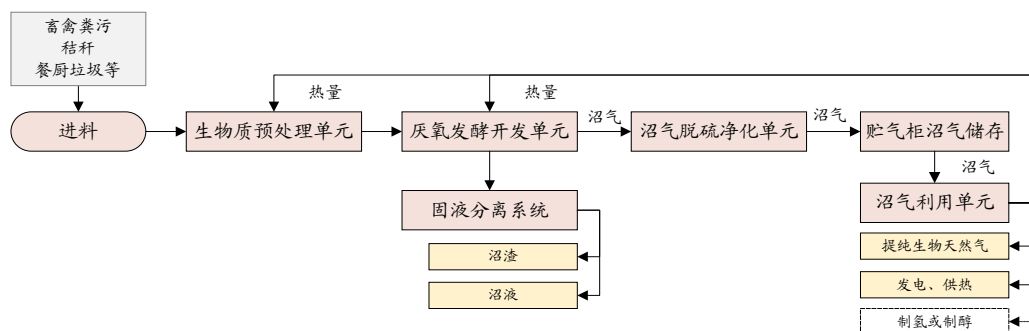 畜禽粪污
秸秆
餐厨垃圾等
热量
热量
进料
生物质预处理单元
厌氧发酵开发单元
沼气
沼气脱硫净化单元
沼气
贮气柜沼气储存
沼气
固液分离系统
沼气利用单元
沼渣
提纯生物天然气
沼液
发电、供热
制氢或制醇